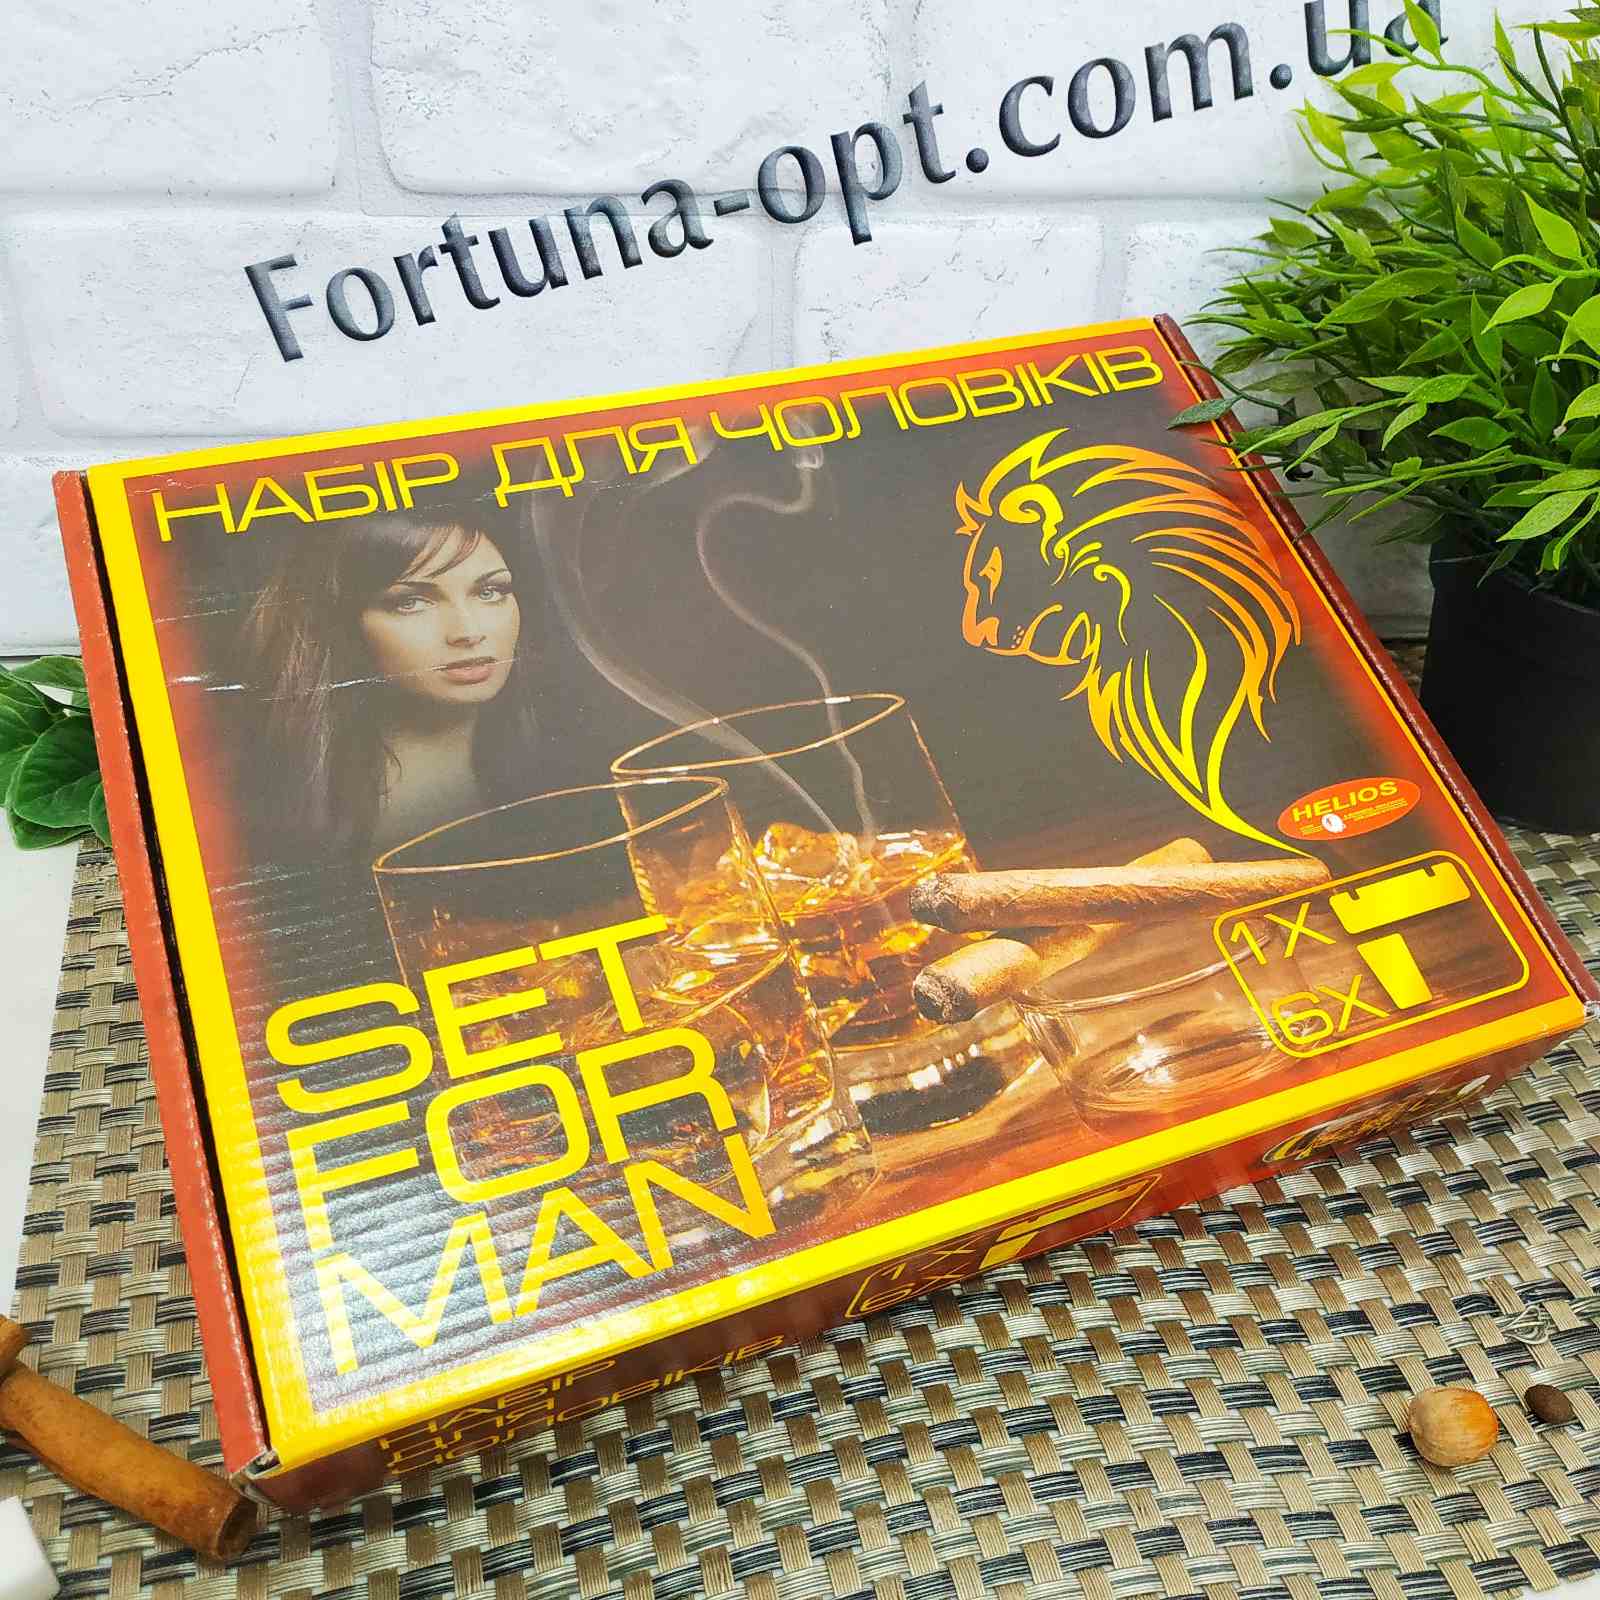 Fortuna-opt.com.ua
НАБІР ДЛЯ ЧОЛОВІКІВ
HELIOS
1X
6X
SET
FOR
MAN
1X
6X
НАБІР
ДЛЯ
ЧОЛОВІКІВ